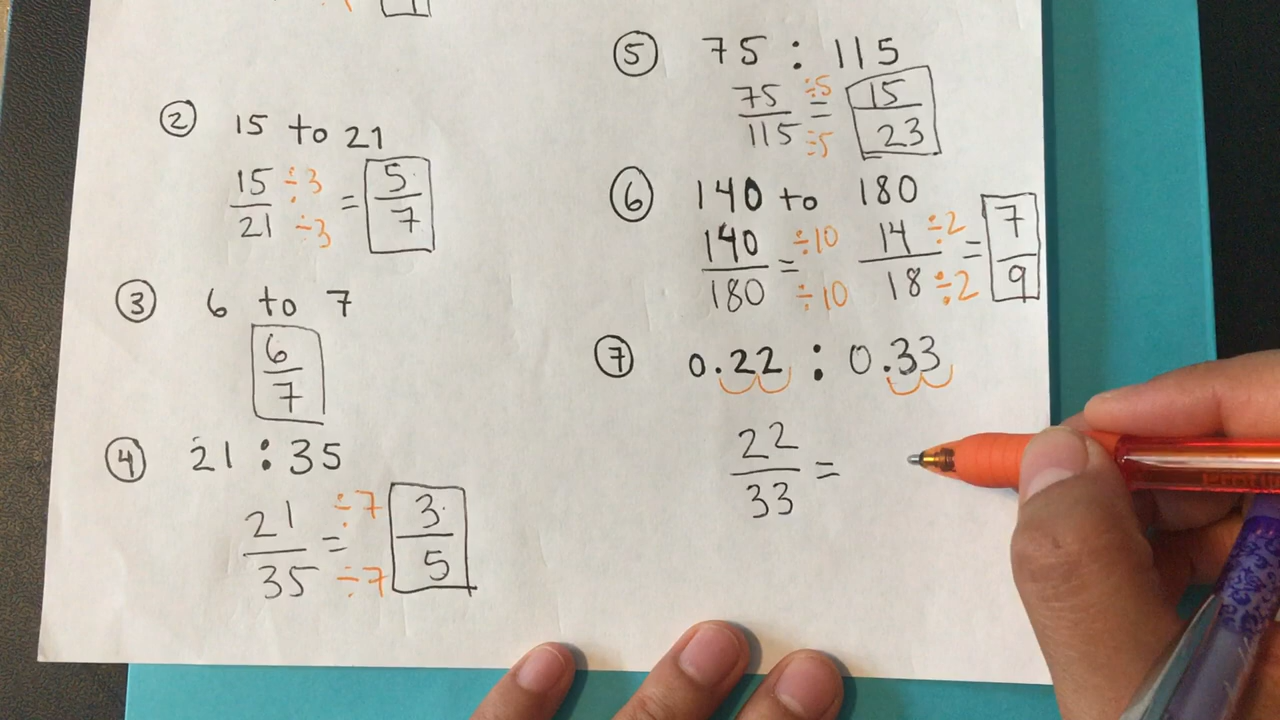 ② 15 to 21
15/21 ÷3/÷3 = 5/7
③ 6 to 7
6/7
④ 21 : 35
21/35 = ÷7/÷7 3/5
⑤ 75 : 115
75/115 ÷5/÷5 = 15/23
⑥ 140 to 180
140/180 = ÷10/÷10 14/18 ÷2/÷2 = 7/9
⑦ 0.22 : 0.33
22/33 =